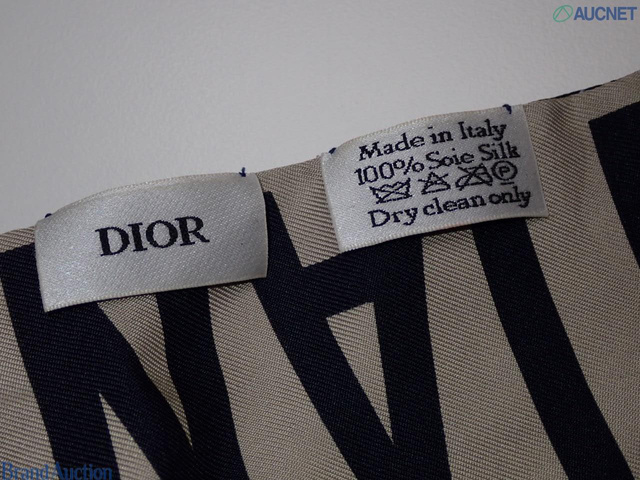 AUCNET
DIOR
Made in Italy
100% Soie Silk
P
Dry clean only
Brand Auction